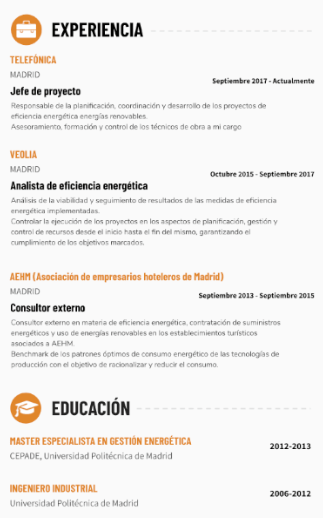 EXPERIENCIA
TELEFÓNICA
MADRID
Septiembre 2017 - Actualmente
Jefe de proyecto
Responsable de la planificación, coordinación y desarrollo de los proyectos de
eficiencia energética energías renovables.
Asesoramiento, formación y control de los técnicos de obra a mi cargo
VEOLIA
MADRID
Octubre 2015 - Septiembre 2017
Analista de eficiencia energética
Análisis de la viabilidad y seguimiento de resultados de las medidas de eficiencia
energética implementadas.
Controlar la ejecución de los proyectos en los aspectos de planificación, gestión y
control de recursos desde el inicio hasta el fin del mismo, garantizando el
cumplimiento de los objetivos marcados.
AEHM (Asociación de empresarios hoteleros de Madrid)
MADRID
Septiembre 2013 - Septiembre 2015
Consultor externo
Consultor externo en materia de eficiencia energética, contratación de suministros
energéticos y uso de energías renovables en los establecimientos turísticos
asociados a AEHM.
Benchmark de los patrones óptimos de consumo energético de las tecnologías de
producción con el objetivo de racionalizar y reducir el consumo.
EDUCACIÓN
MASTER ESPECIALISTA EN GESTIÓN ENERGÉTICA
2012-2013
CEPADE, Universidad Politécnica de Madrid
INGENIERO INDUSTRIAL
2006-2012
Universidad Politécnica de Madrid